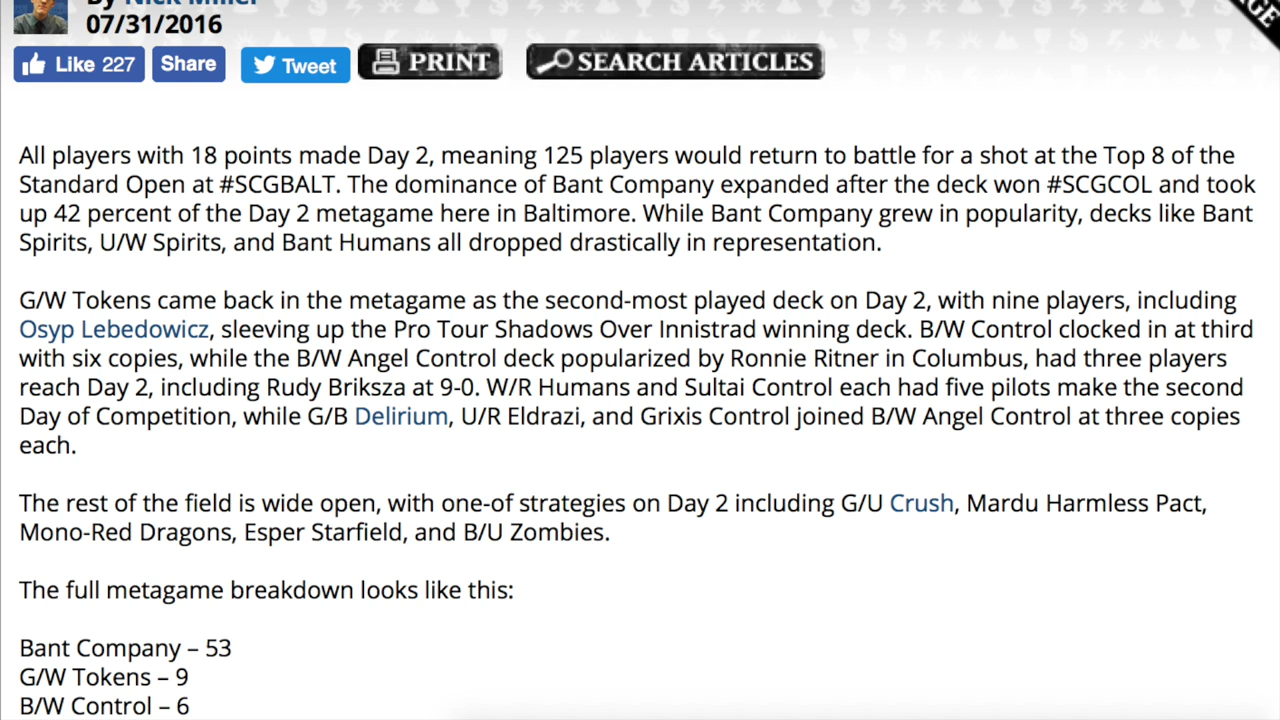 By Nick Miller
07/31/2016
Like 227 Share Tweet PRINT SEARCH ARTICLES
All players with 18 points made Day 2, meaning 125 players would return to battle for a shot at the Top 8 of the
Standard Open at #SCGBALT. The dominance of Bant Company expanded after the deck won #SCGCOL and took
up 42 percent of the Day 2 metagame here in Baltimore. While Bant Company grew in popularity, decks like Bant
Spirits, U/W Spirits, and Bant Humans all dropped drastically in representation.
G/W Tokens came back in the metagame as the second-most played deck on Day 2, with nine players, including
Osyp Lebedowicz, sleeving up the Pro Tour Shadows Over Innistrad winning deck. B/W Control clocked in at third
with six copies, while the B/W Angel Control deck popularized by Ronnie Ritner in Columbus, had three players
reach Day 2, including Rudy Briksza at 9-0. W/R Humans and Sultai Control each had five pilots make the second
Day of Competition, while G/B Delirium, U/R Eldrazi, and Grixis Control joined B/W Angel Control at three copies
each.
The rest of the field is wide open, with one-of strategies on Day 2 including G/U Crush, Mardu Harmless Pact,
Mono-Red Dragons, Esper Starfield, and B/U Zombies.
The full metagame breakdown looks like this:
Bant Company – 53
G/W Tokens – 9
B/W Control – 6